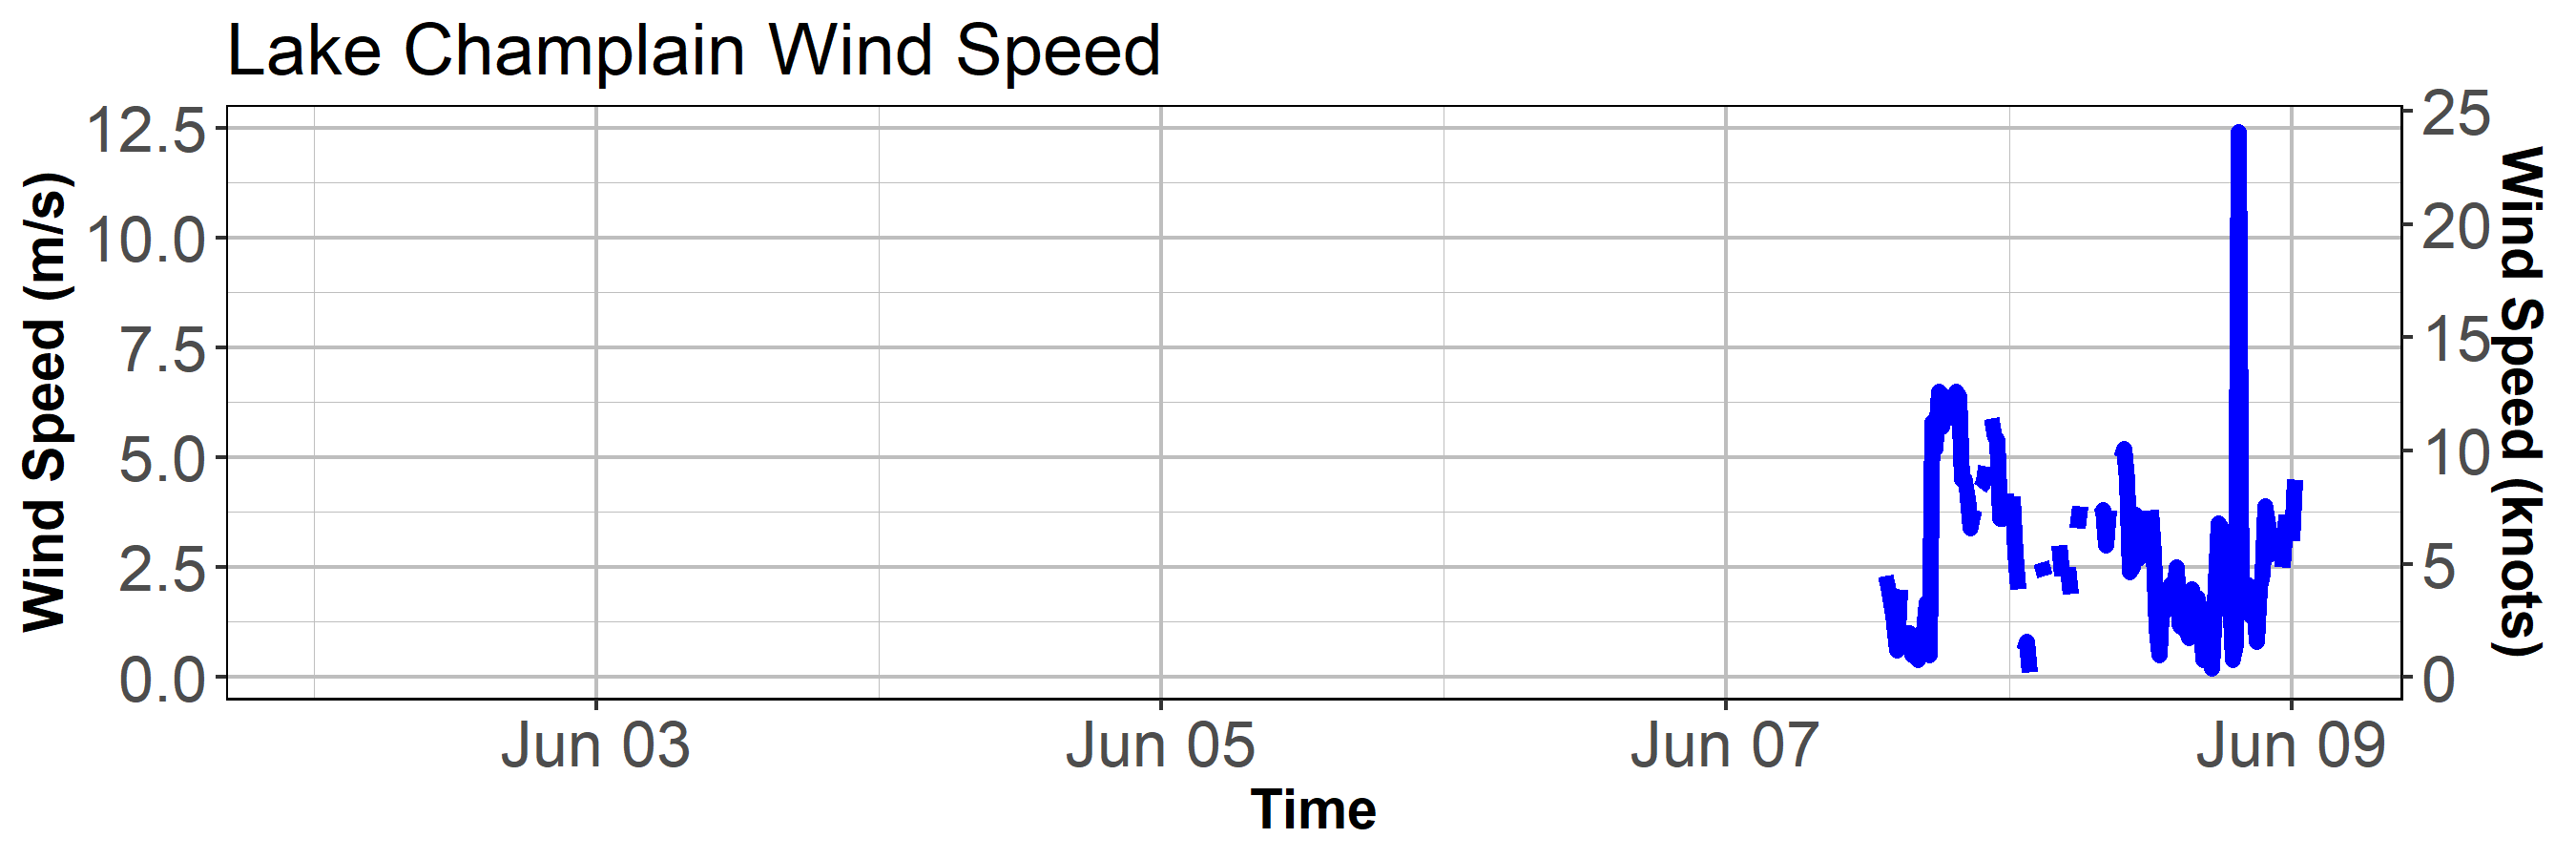 Lake Champlain Wind Speed
12.5
10.0
7.5
5.0
2.5
0.0
Wind Speed (m/s)
25
20
15
10
5
0
Wind Speed (knots)
Jun 03
Jun 05
Jun 07
Jun 09
Time